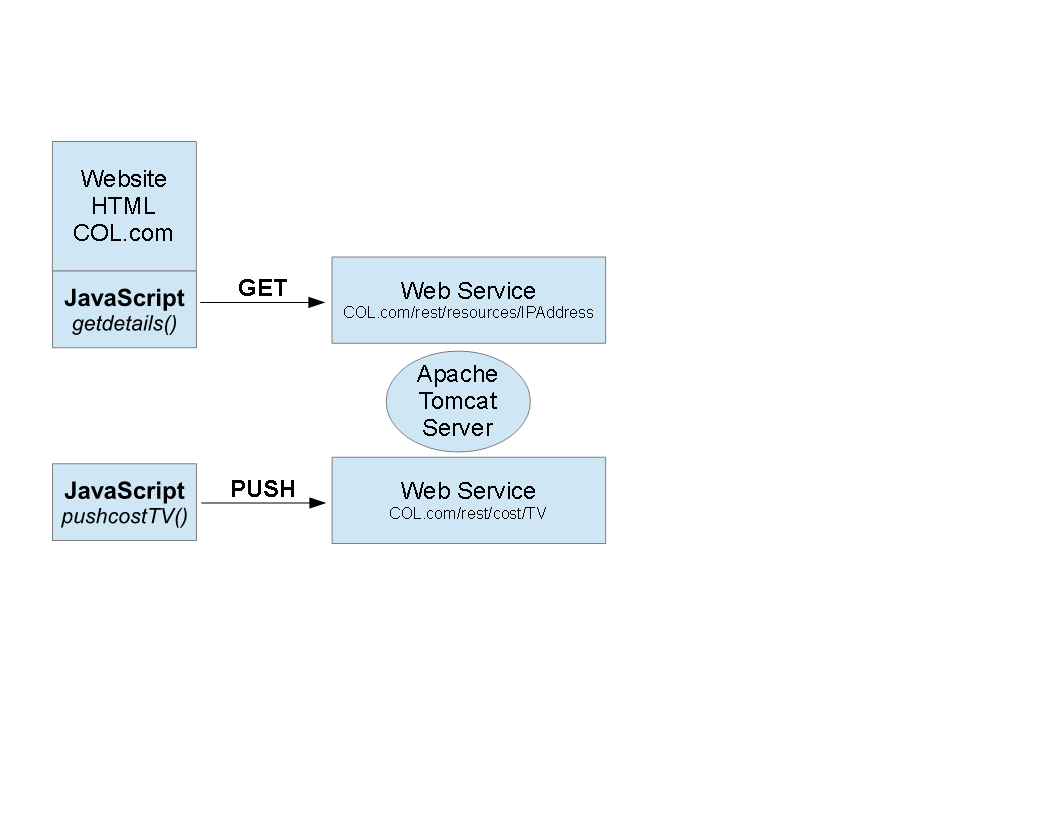 Website
HTML
COL.com
JavaScript
getdetails()
GET
Web Service
COL.com/rest/resources/IPAddress
Apache
Tomcat
Server
JavaScript
pushcostTV()
PUSH
Web Service
COL.com/rest/cost/TV